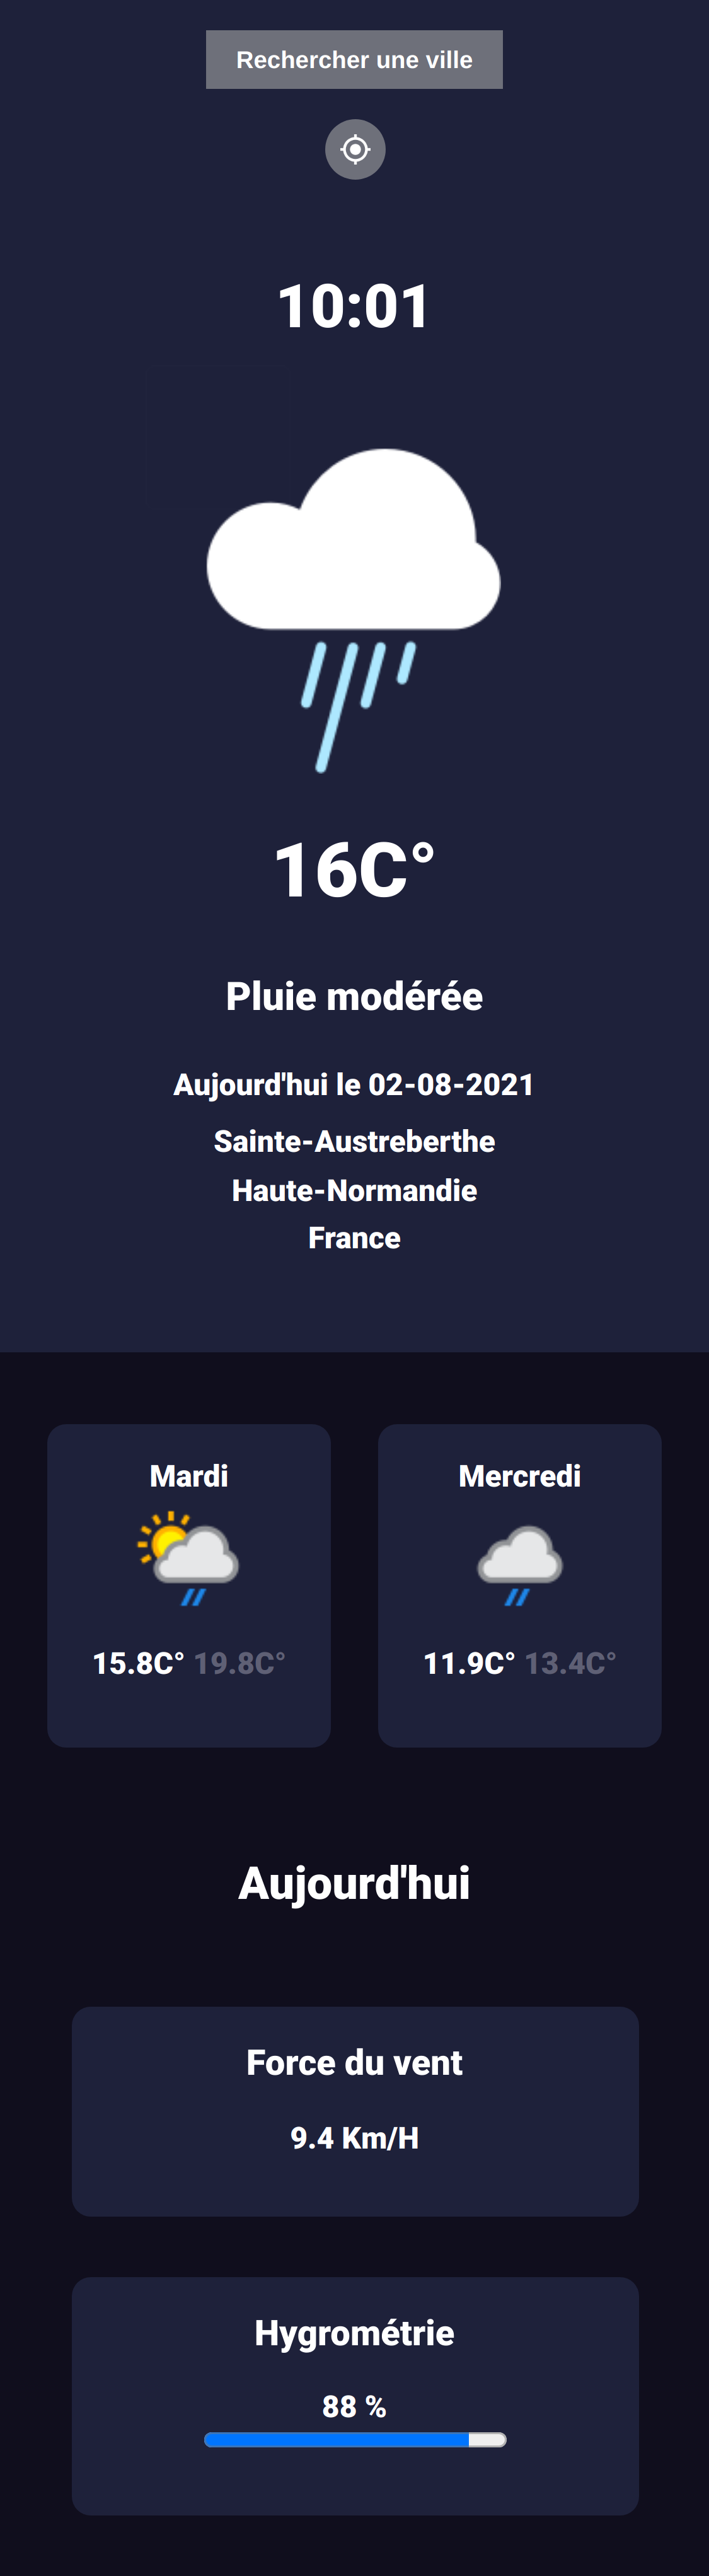 Rechercher une ville
10:01
16C°
Pluie modérée
Aujourd'hui le 02-08-2021
Sainte-Austreberthe
Haute-Normandie
France
Mardi
15.8C° 19.8C°
Mercredi
11.9C° 13.4C°
Aujourd'hui
Force du vent
9.4 Km/H
Hygrométrie
88 %